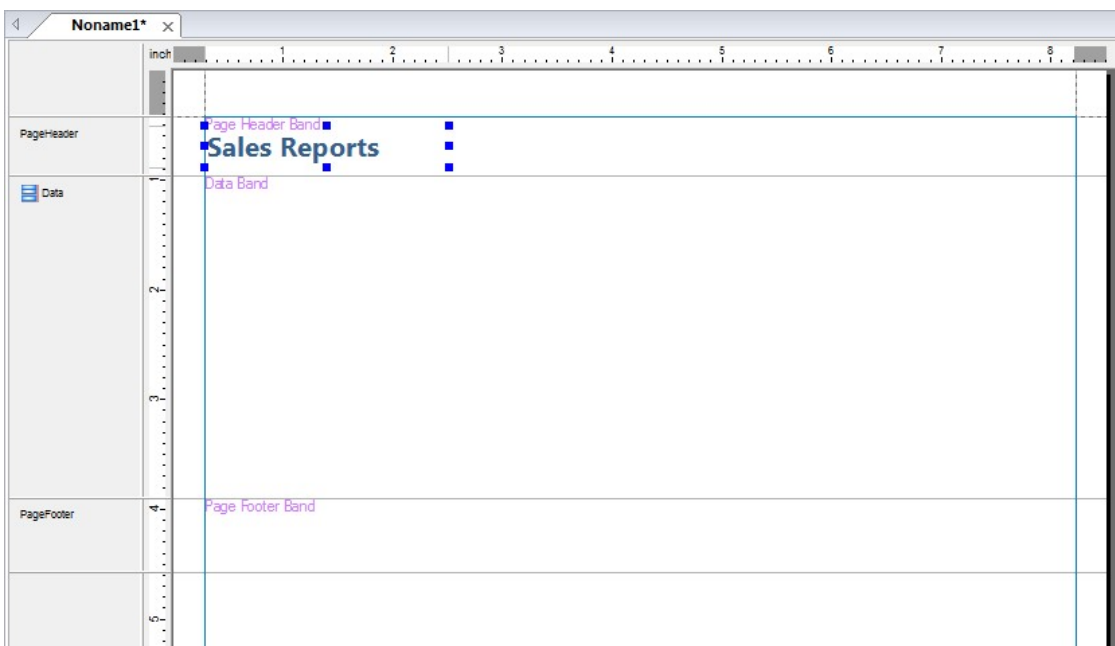 Noname1*
inch 1 2 3 4 5 6 7 8
PageHeader
Page Header Band
Sales Reports
1
Data
Data Band
2
3
4
PageFooter
Page Footer Band
5